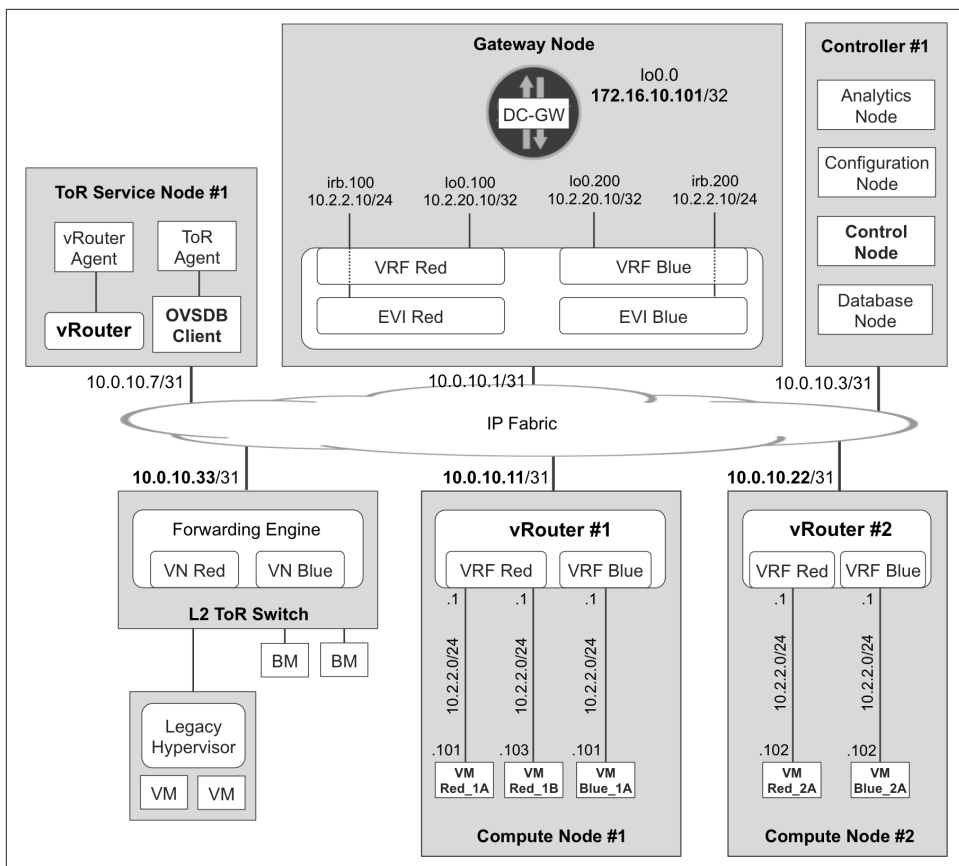 Gateway Node
DC-GW
lo0.0
172.16.10.101/32
irb.100
10.2.2.10/24
lo0.100
10.2.20.10/32
lo0.200
10.2.20.10/32
irb.200
10.2.2.10/24
VRF Red
VRF Blue
EVI Red
EVI Blue
Controller #1
Analytics
Node
Configuration
Node
Control
Node
Database
Node
ToR Service Node #1
vRouter
Agent
ToR
Agent
vRouter
OVSDB
Client
10.0.10.7/31
10.0.10.1/31
10.0.10.3/31
IP Fabric
10.0.10.33/31
10.0.10.11/31
10.0.10.22/31
Forwarding Engine
VN Red
VN Blue
L2 ToR Switch
BM
BM
Legacy
Hypervisor
VM
VM
vRouter #1
VRF Red
VRF Blue
.1
.1
.1
10.2.2.0/24
10.2.2.0/24
10.2.2.0/24
.101
.103
.101
VM
Red_1A
VM
Red_1B
VM
Blue_1A
Compute Node #1
vRouter #2
VRF Red
VRF Blue
.1
.1
10.2.2.0/24
10.2.2.0/24
.102
.102
VM
Red_2A
VM
Blue_2A
Compute Node #2